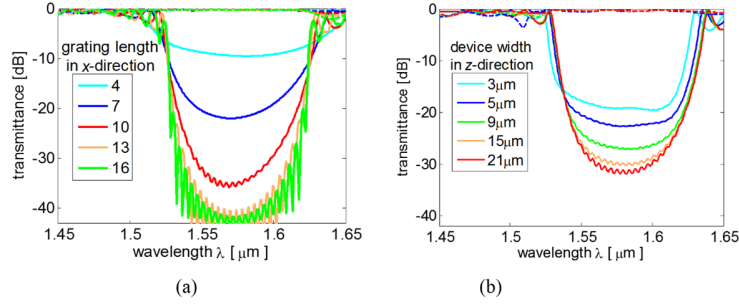 0
-10
-20
-30
-40
transmittance [dB]
grating length
in x-direction
4
7
10
13
16
1.45
1.5
1.55
1.6
1.65
wavelength λ [ μm ]
(a)
0
-10
-20
-30
-40
transmittance [dB]
device width
in z-direction
3μm
5μm
9μm
15μm
21μm
1.45
1.5
1.55
1.6
1.65
wavelength λ [ μm ]
(b)